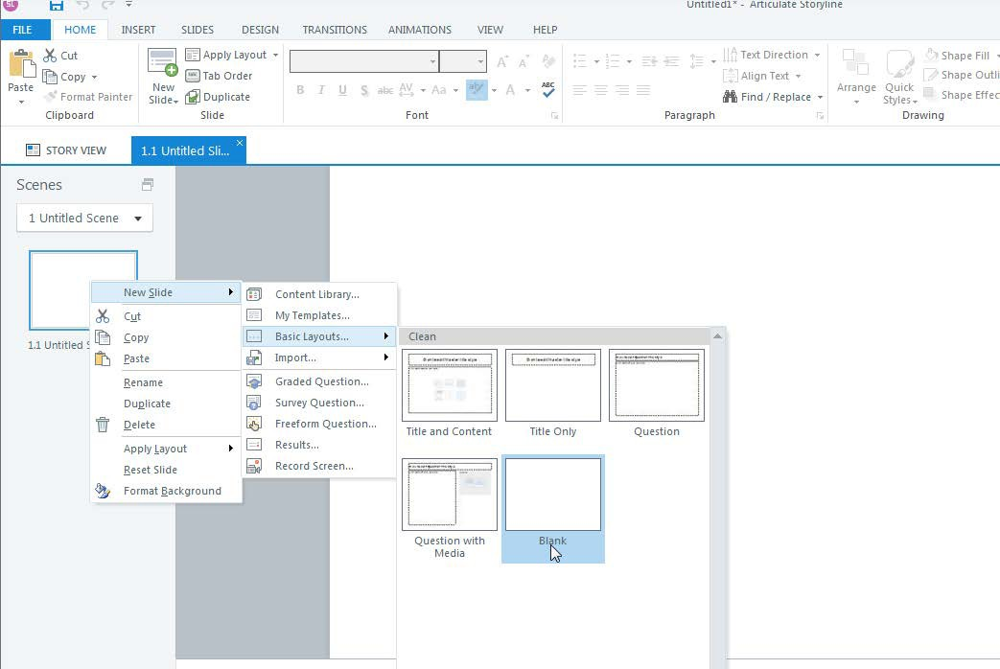 SL
Untitled1* - Articulate Storyline
FILE HOME INSERT SLIDES DESIGN TRANSITIONS ANIMATIONS VIEW HELP
Paste
Cut
Copy
Format Painter
Clipboard
New
Slide
Apply Layout
Tab Order
Duplicate
Slide
B I U S abc AV Aa A ABC
Font
Text Direction
Align Text
Find / Replace
Paragraph
Arrange
Quick
Styles
Shape Fill
Shape Outli
Shape Effec
Drawing
STORY VIEW
1.1 Untitled Sli...
Scenes
1 Untitled Scene
1.1 Untitled S
New Slide
Cut
Copy
Paste
Rename
Duplicate
Delete
Apply Layout
Reset Slide
Format Background
Content Library...
My Templates...
Basic Layouts...
Import...
Graded Question...
Survey Question...
Freeform Question...
Results...
Record Screen...
Clean
Title and Content
Title Only
Question
Question with
Media
Blank